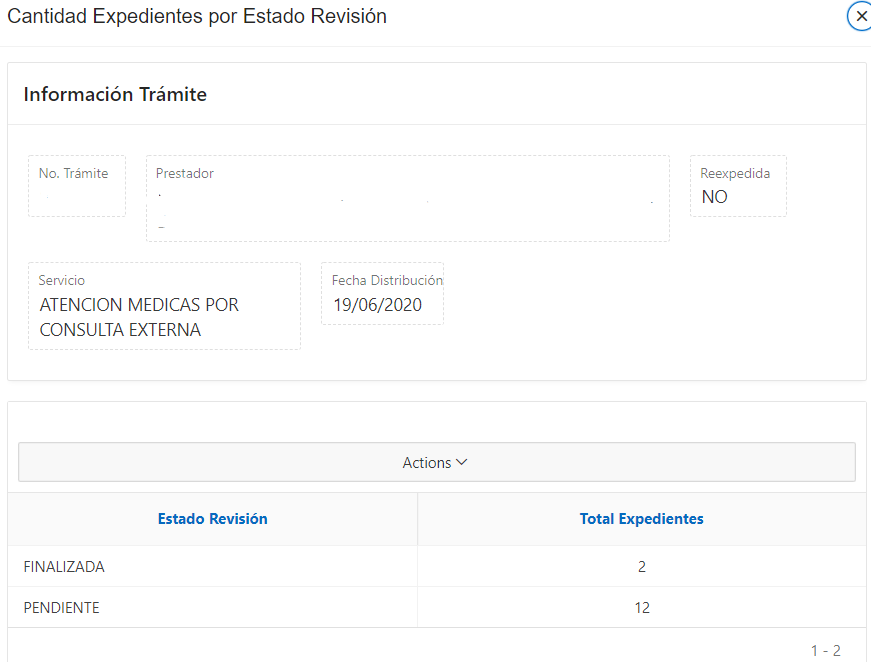 Cantidad Expedientes por Estado Revisión
Información Trámite
No. Trámite
Prestador
Reexpedida
NO
Servicio
ATENCION MEDICAS POR
CONSULTA EXTERNA
Fecha Distribución
19/06/2020
Actions
Estado Revisión Total Expedientes
FINALIZADA 2
PENDIENTE 12
1 - 2